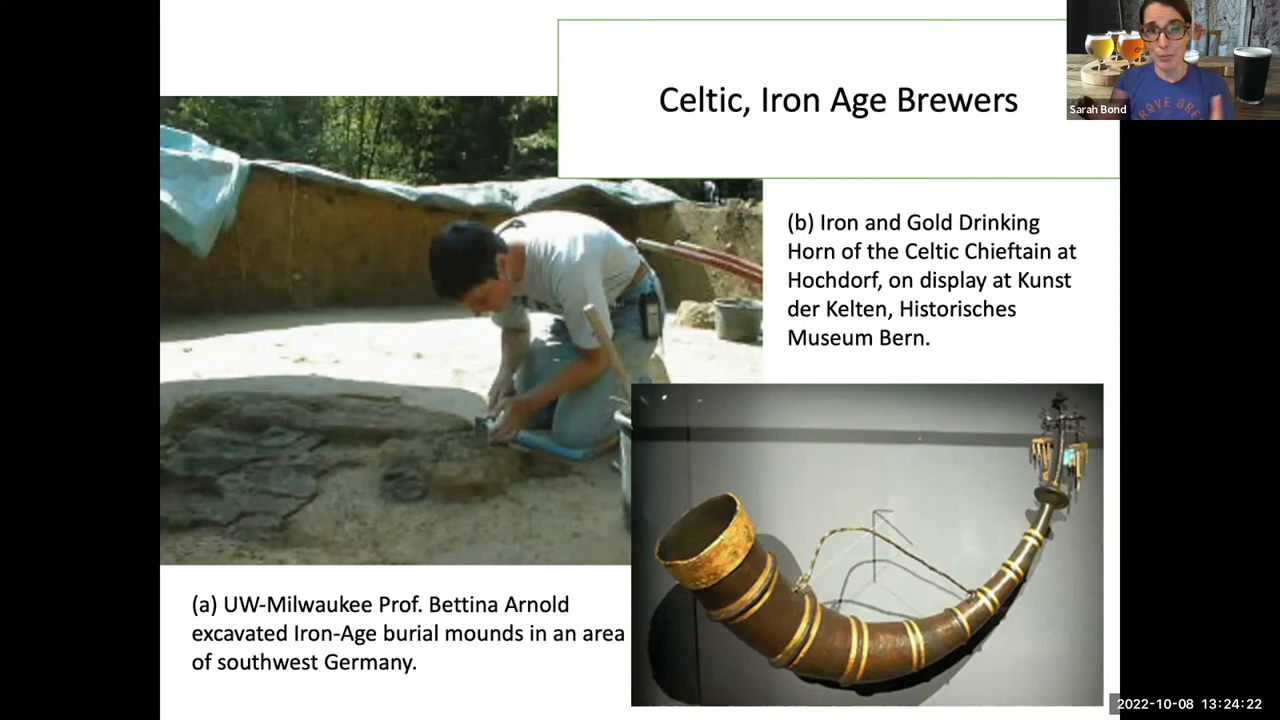 Celtic, Iron Age Brewers
Sarah Bond
(b) Iron and Gold Drinking
Horn of the Celtic Chieftain at
Hochdorf, on display at Kunst
der Kelten, Historisches
Museum Bern.
(a) UW-Milwaukee Prof. Bettina Arnold
excavated Iron-Age burial mounds in an area
of southwest Germany.
2022-10-08 13:24:22